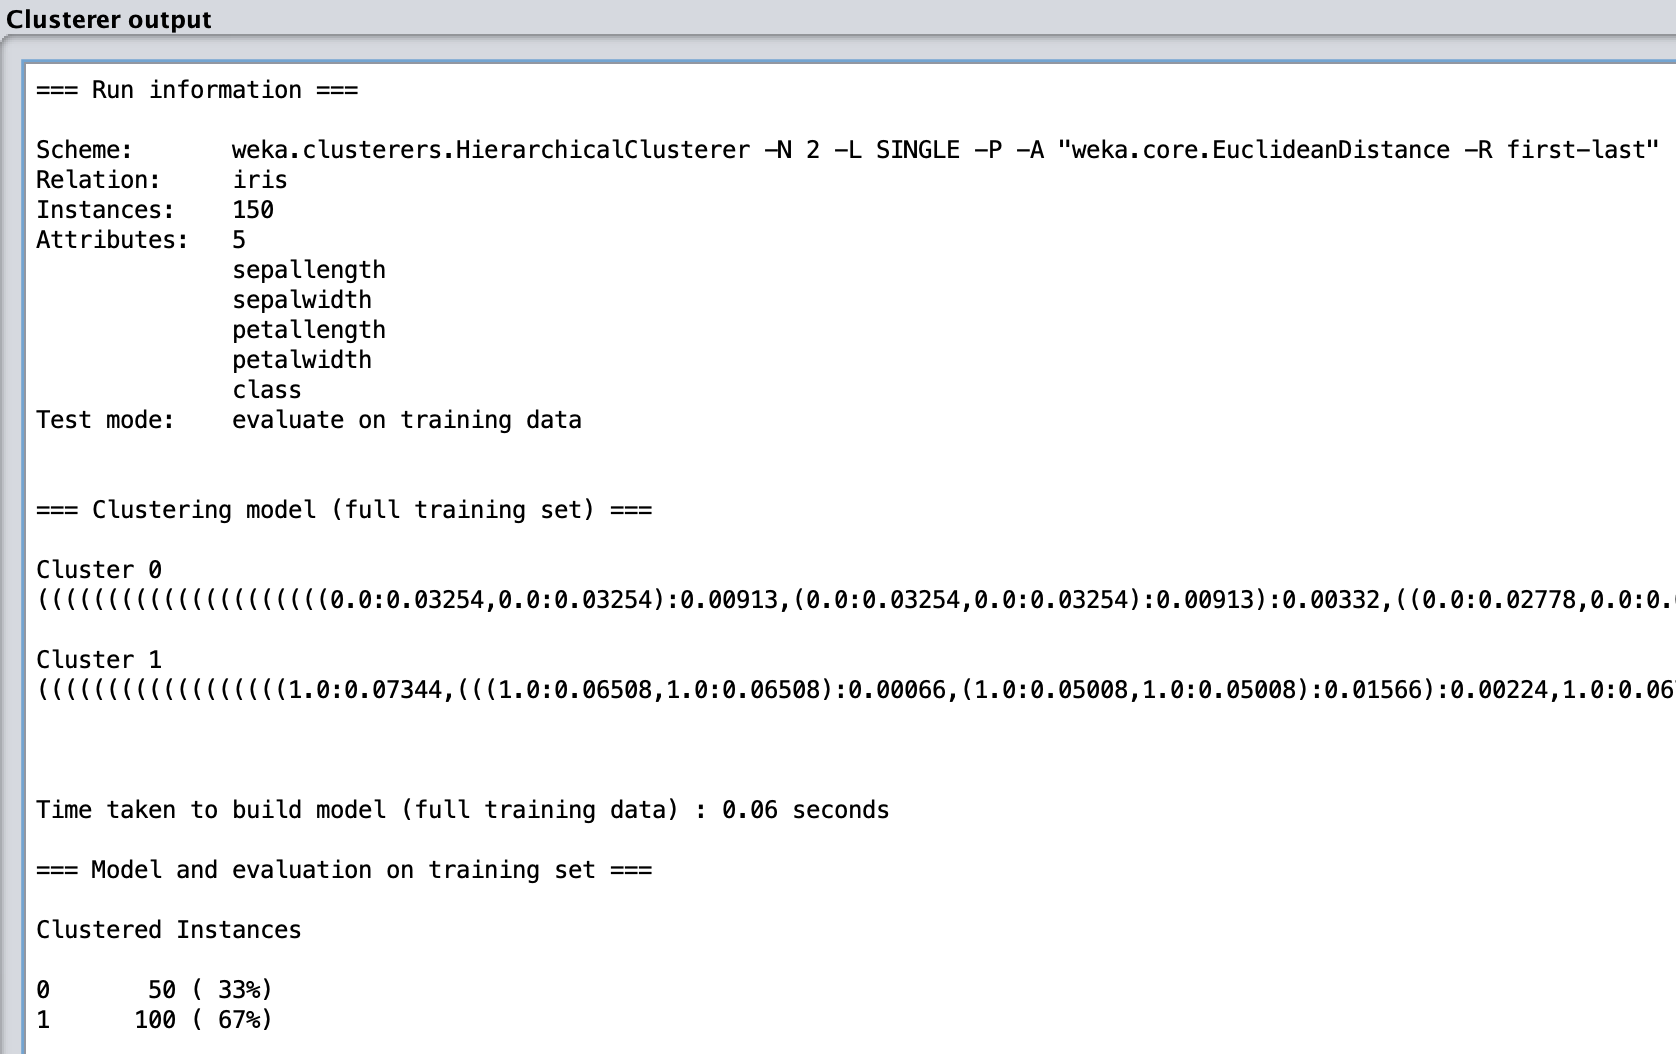 Clusterer output
=== Run information ===
Scheme:       weka.clusterers.HierarchicalClusterer -N 2 -L SINGLE -P -A "weka.core.EuclideanDistance -R first-last"
Relation:     iris
Instances:    150
Attributes:   5
              sepallength
              sepalwidth
              petallength
              petalwidth
              class
Test mode:    evaluate on training data
=== Clustering model (full training set) ===
Cluster 0
(((((((((((((((((((((0.0:0.03254,0.0:0.03254):0.00913,(0.0:0.03254,0.0:0.03254):0.00913):0.00332,((0.0:0.02778,0.0:0.
Cluster 1
((((((((((((((((((1.0:0.07344,(((1.0:0.06508,1.0:0.06508):0.00066,(1.0:0.05008,1.0:0.05008):0.01566):0.00224,1.0:0.06
Time taken to build model (full training data) : 0.06 seconds
=== Model and evaluation on training set ===
Clustered Instances
0       50 ( 33%)
1      100 ( 67%)